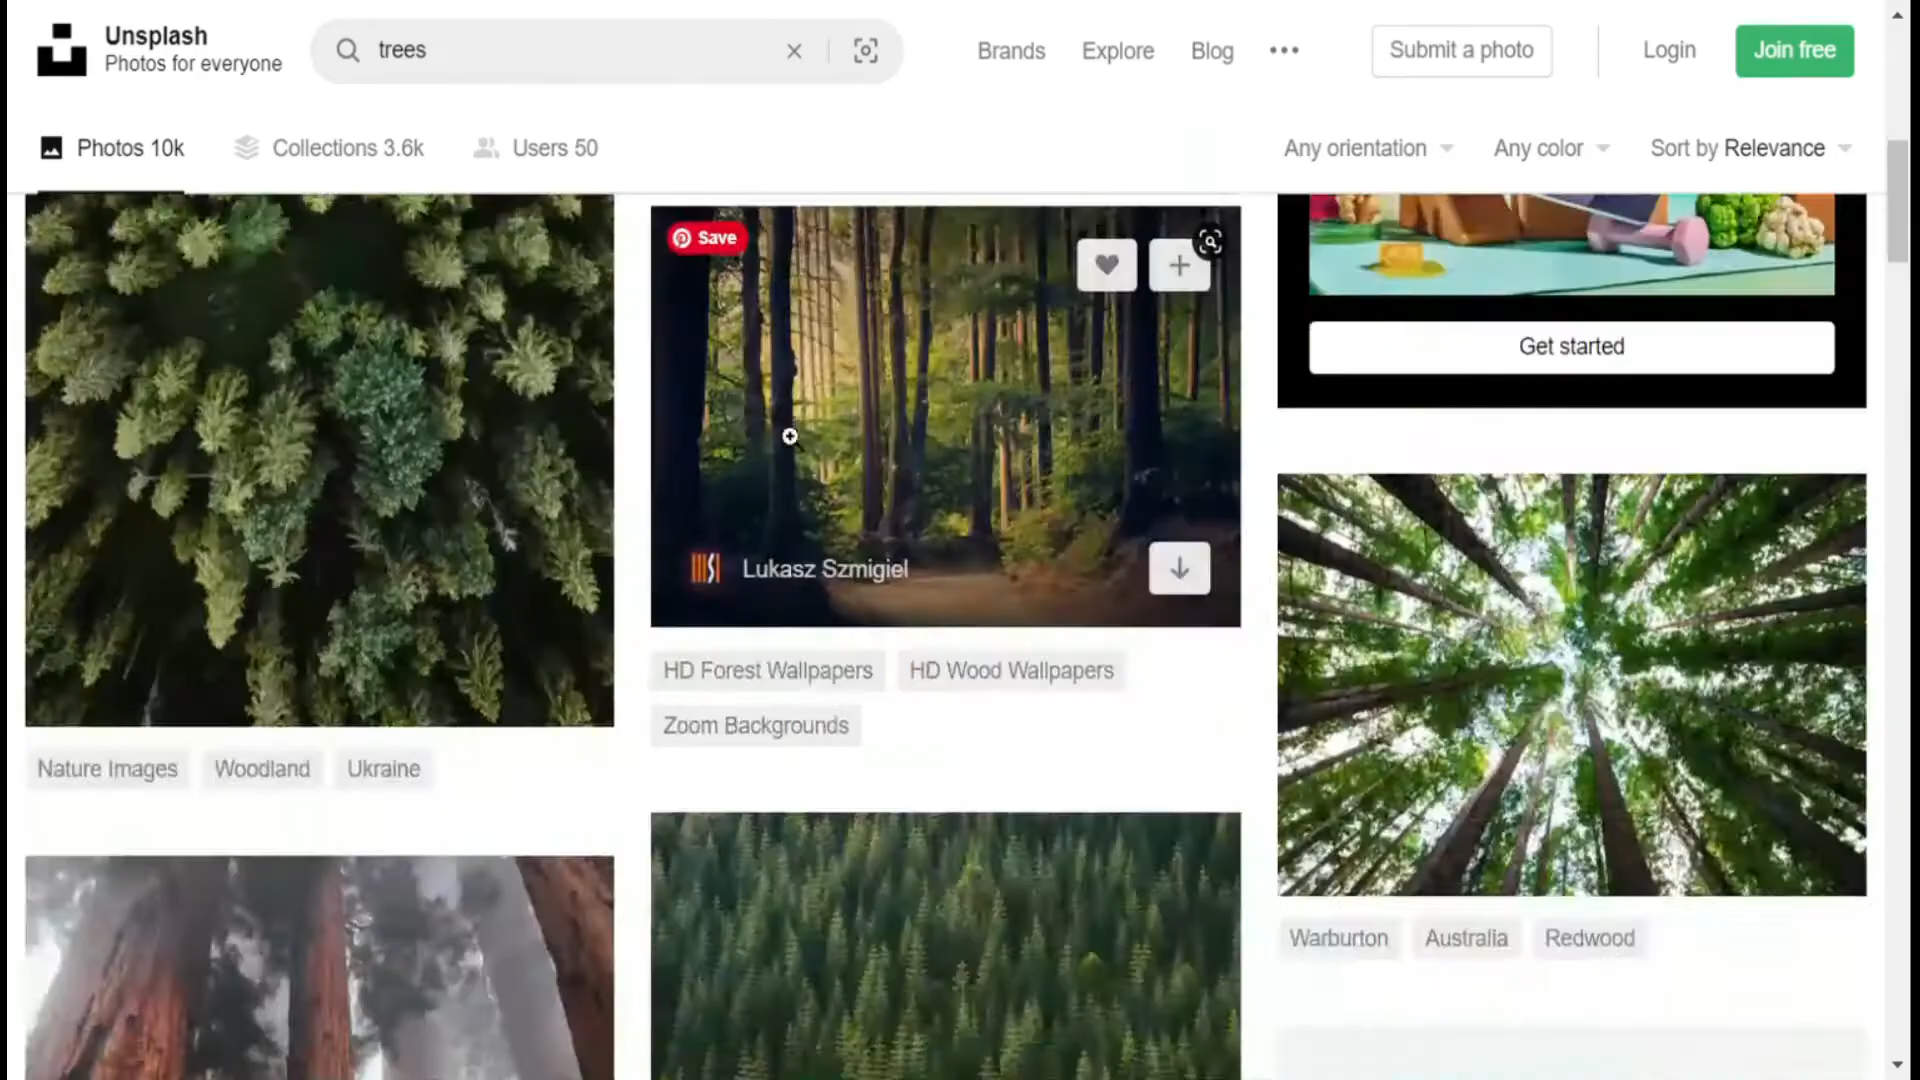 Unsplash
Photos for everyone
trees
Brands
Explore
Blog
Submit a photo
Login
Join free
Photos 10k
Collections 3.6k
Users 50
Any orientation
Any color
Sort by Relevance
Save
Get started
Lukasz Szmigiel
HD Forest Wallpapers
HD Wood Wallpapers
Zoom Backgrounds
Nature Images
Woodland
Ukraine
Warburton
Australia
Redwood